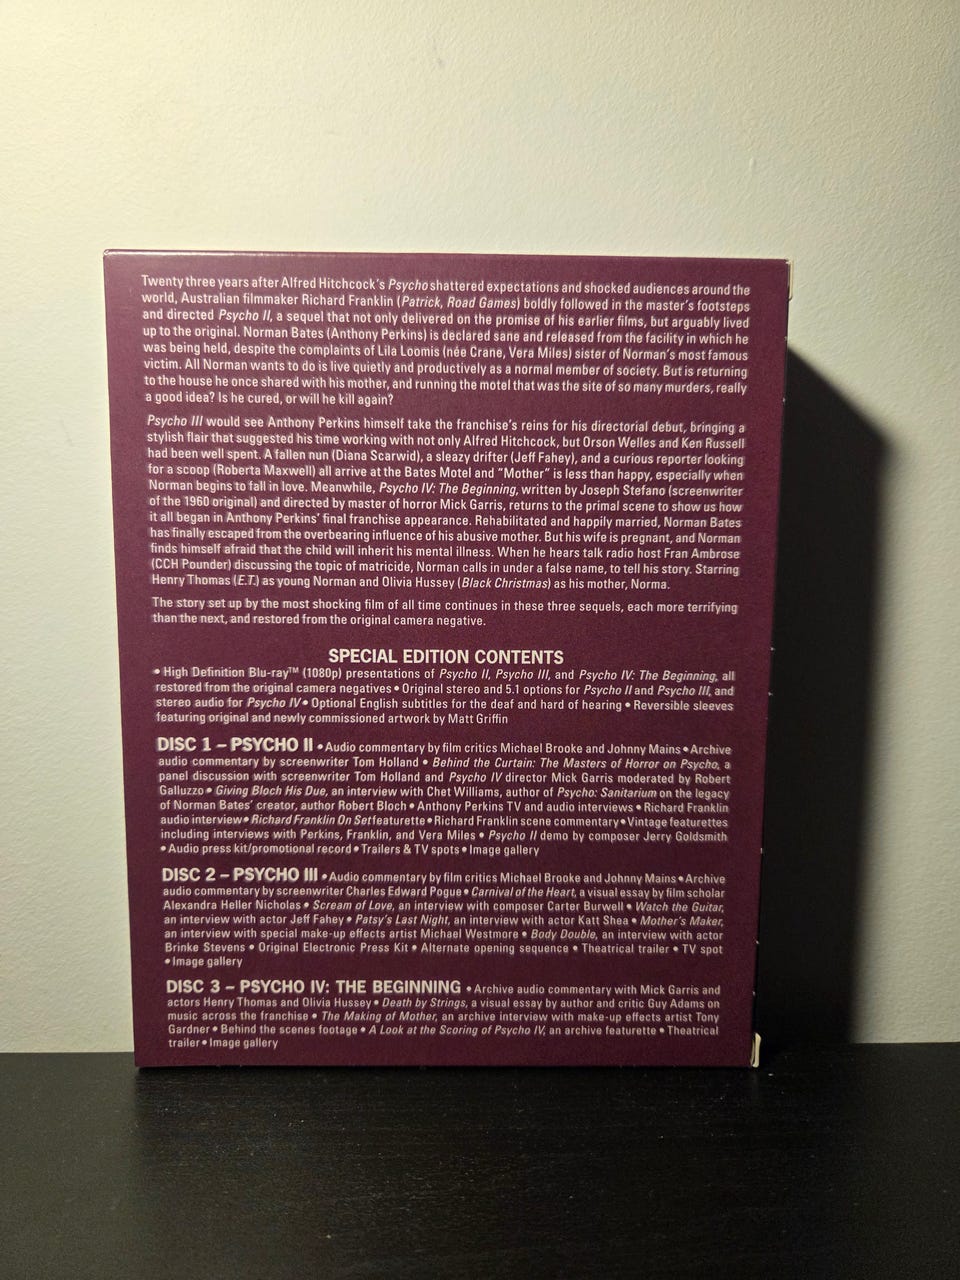 Twenty three years after Alfred Hitchcock's Psycho shattered expectations and shocked audiences around the
world, Australian filmmaker Richard Franklin (Patrick, Road Games) boldly followed in the master's footsteps
and directed Psycho II, a sequel that not only delivered on the promise of his earlier films, but arguably lived
up to the original. Norman Bates (Anthony Perkins) is declared sane and released from the facility in which he
was being held, despite the complaints of Lila Loomis (née Crane, Vera Miles) sister of Norman's most famous
victim. All Norman wants to do is live quietly and productively as a normal member of society. But is returning
to the house he once shared with his mother, and running the motel that was the site of so many murders, really
a good idea? Is he cured, or will he kill again?
Psycho III would see Anthony Perkins himself take the franchise's reins for his directorial debut, bringing a
stylish flair that suggested his time working with not only Alfred Hitchcock, but Orson Welles and Ken Russell
had been well spent. A fallen nun (Diana Scarwid), a sleazy drifter (Jeff Fahey), and a curious reporter looking
for a scoop (Roberta Maxwell) all arrive at the Bates Motel and "Mother" is less than happy, especially when
Norman begins to fall in love. Meanwhile, Psycho IV: The Beginning, written by Joseph Stefano (screenwriter
of the 1960 original) and directed by master of horror Mick Garris, returns to the primal scene to show us how
it all began in Anthony Perkins' final franchise appearance. Rehabilitated and happily married, Norman Bates
has finally escaped from the overbearing influence of his abusive mother. But his wife is pregnant, and Norman
finds himself afraid that the child will inherit his mental illness. When he hears talk radio host Fran Ambrose
(CCH Pounder) discussing the topic of matricide, Norman calls in under a false name, to tell his story. Starring
Henry Thomas (E.T.) as young Norman and Olivia Hussey (Black Christmas) as his mother, Norma.
The story set up by the most shocking film of all time continues in these three sequels, each more terrifying
than the next, and restored from the original camera negative.
SPECIAL EDITION CONTENTS
• High Definition Blu-ray™ (1080p) presentations of Psycho II, Psycho III, and Psycho IV: The Beginning, all
restored from the original camera negatives • Original stereo and 5.1 options for Psycho II and Psycho III, and
stereo audio for Psycho IV • Optional English subtitles for the deaf and hard of hearing • Reversible sleeves
featuring original and newly commissioned artwork by Matt Griffin
DISC 1 – PSYCHO II • Audio commentary by film critics Michael Brooke and Johnny Mains • Archive
audio commentary by screenwriter Tom Holland • Behind the Curtain: The Masters of Horror on Psycho, a
panel discussion with screenwriter Tom Holland and Psycho IV director Mick Garris moderated by Robert
Galluzzo • Giving Bloch His Due, an interview with Chet Williams, author of Psycho: Sanitarium on the legacy
of Norman Bates' creator, author Robert Bloch • Anthony Perkins TV and audio interviews • Richard Franklin
audio interview • Richard Franklin On Set featurette • Richard Franklin scene commentary • Vintage featurettes
including interviews with Perkins, Franklin, and Vera Miles • Psycho II demo by composer Jerry Goldsmith
• Audio press kit/promotional record • Trailers & TV spots • Image gallery
DISC 2 – PSYCHO III • Audio commentary by film critics Michael Brooke and Johnny Mains • Archive
audio commentary by screenwriter Charles Edward Pogue • Carnival of the Heart, a visual essay by film scholar
Alexandra Heller Nicholas • Scream of Love, an interview with composer Carter Burwell • Watch the Guitar,
an interview with actor Jeff Fahey • Patsy's Last Night, an interview with actor Katt Shea • Mother's Maker,
an interview with special make-up effects artist Michael Westmore • Body Double, an interview with actor
Brinke Stevens • Original Electronic Press Kit • Alternate opening sequence • Theatrical trailer • TV spot
• Image gallery
DISC 3 – PSYCHO IV: THE BEGINNING • Archive audio commentary with Mick Garris and
actors Henry Thomas and Olivia Hussey • Death by Strings, a visual essay by author and critic Guy Adams on
music across the franchise • The Making of Mother, an archive interview with make-up effects artist Tony
Gardner • Behind the scenes footage • A Look at the Scoring of Psycho IV, an archive featurette • Theatrical
trailer • Image gallery